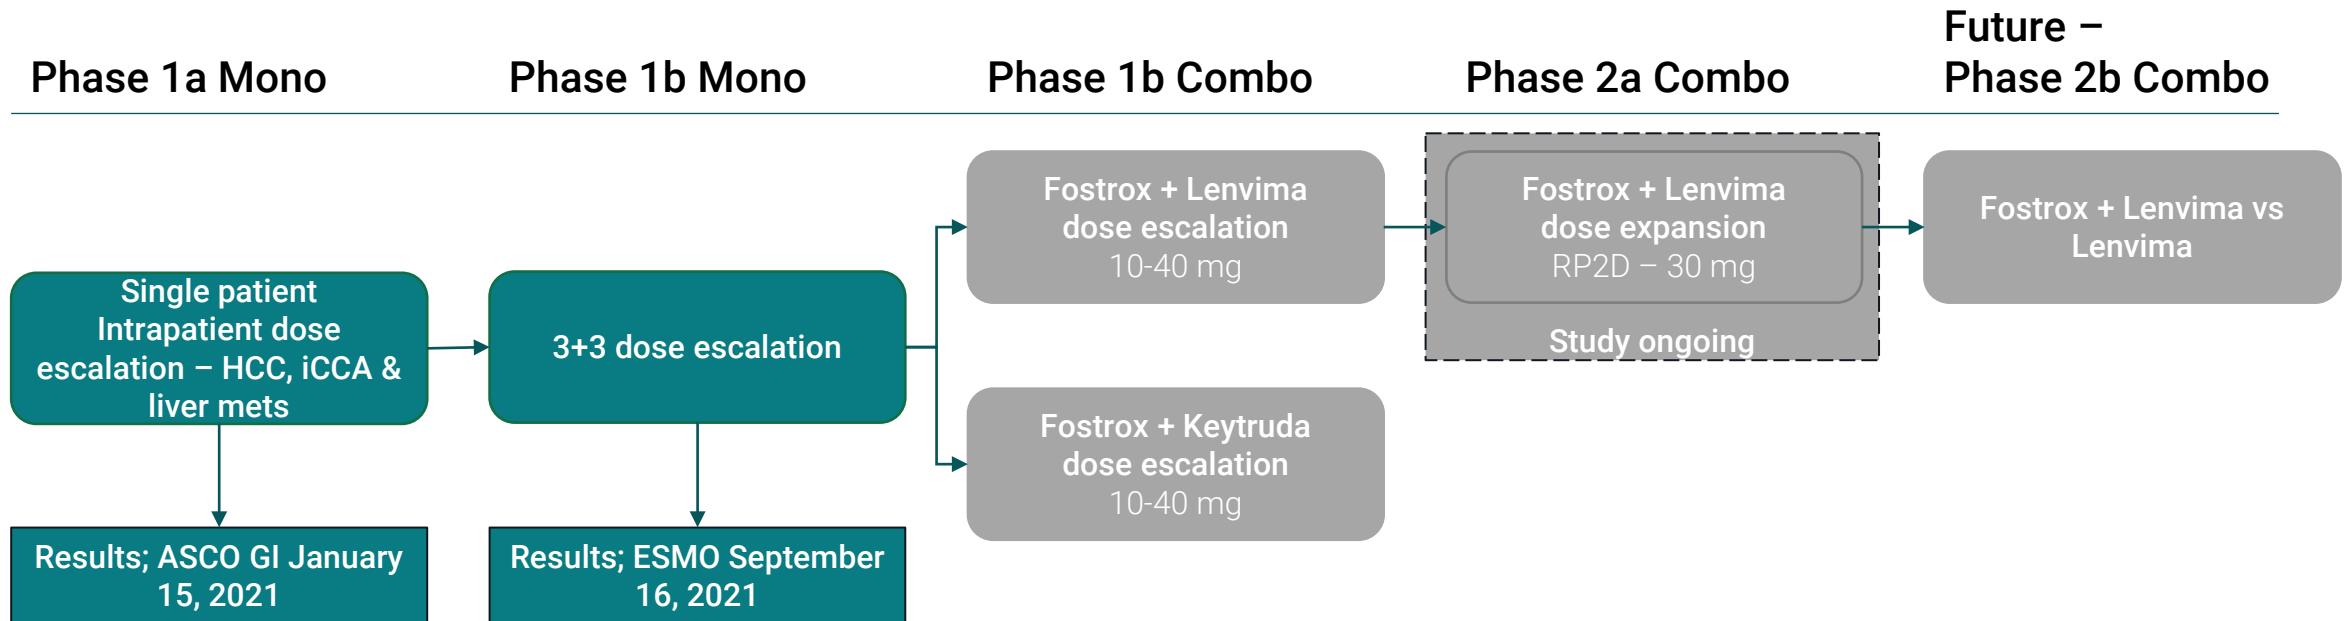 Phase 1a Mono
Phase 1b Mono
Phase 1b Combo
Phase 2a Combo
Future –
Phase 2b Combo
Single patient
Intrapatient dose
escalation – HCC, iCCA &
liver mets
3+3 dose escalation
Fostrox + Lenvima
dose escalation
10-40 mg
Fostrox + Keytruda
dose escalation
10-40 mg
Fostrox + Lenvima
dose expansion
RP2D – 30 mg
Study ongoing
Fostrox + Lenvima vs
Lenvima
Results; ASCO GI January
15, 2021
Results; ESMO September
16, 2021